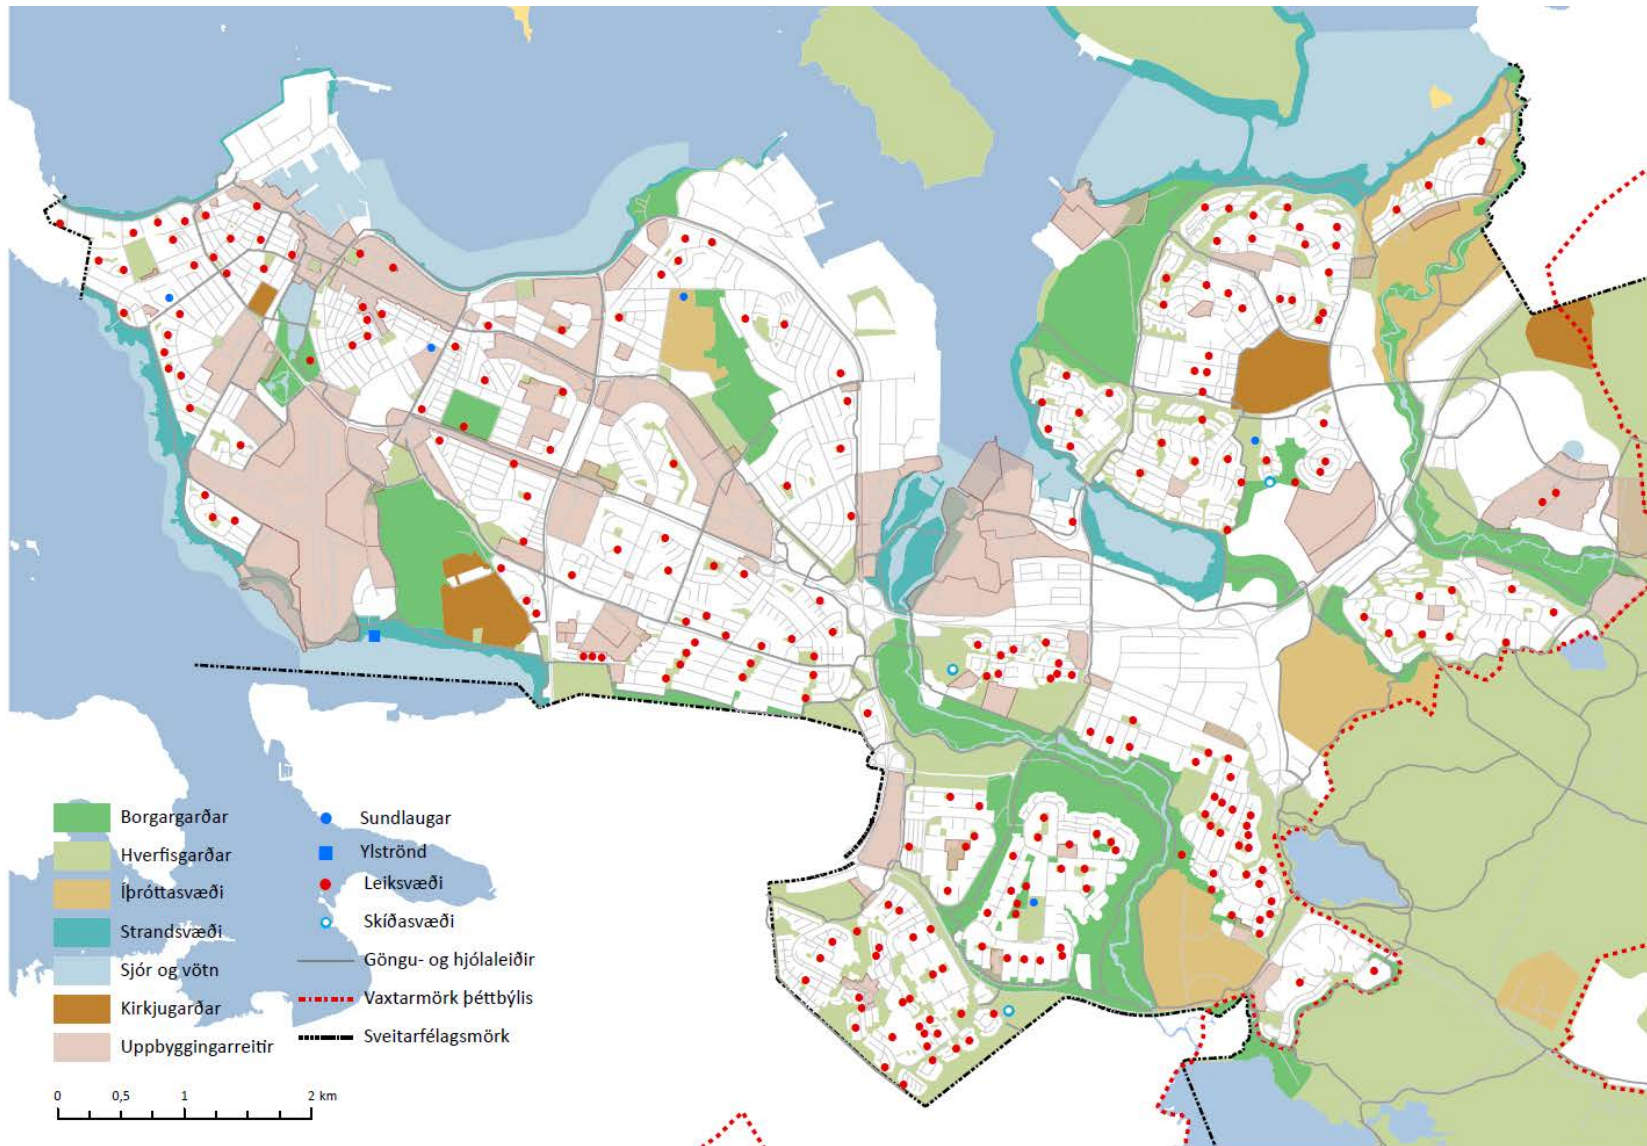 Borgargarðar
Hverfisgarðar
Íþróttasvæði
Strandsvæði
Sjór og vötn
Kirkjugarðar
Uppbyggingarreitir
Sundlaugar
Ylströnd
Leiksvæði
Skíðasvæði
Göngu- og hjólaleiðir
Vaxtarmörk þéttbýlis
Sveitarfélagsmörk
0 0,5 1 2 km